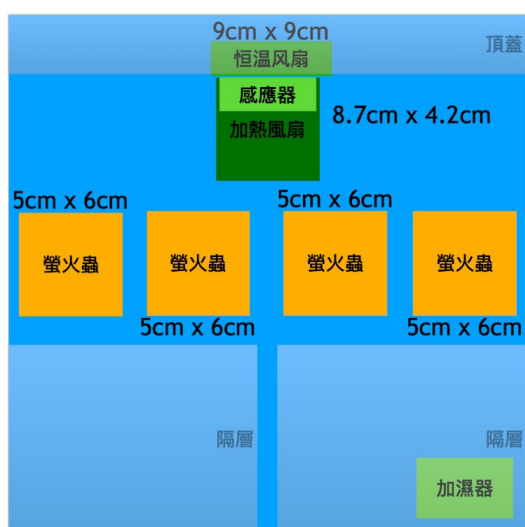 9cm x 9cm
恒温风扇
頂蓋
感應器
加熱風扇
8.7cm x 4.2cm
5cm x 6cm
5cm x 6cm
螢火蟲
螢火蟲
螢火蟲
螢火蟲
5cm x 6cm
5cm x 6cm
隔層
隔層
加濕器